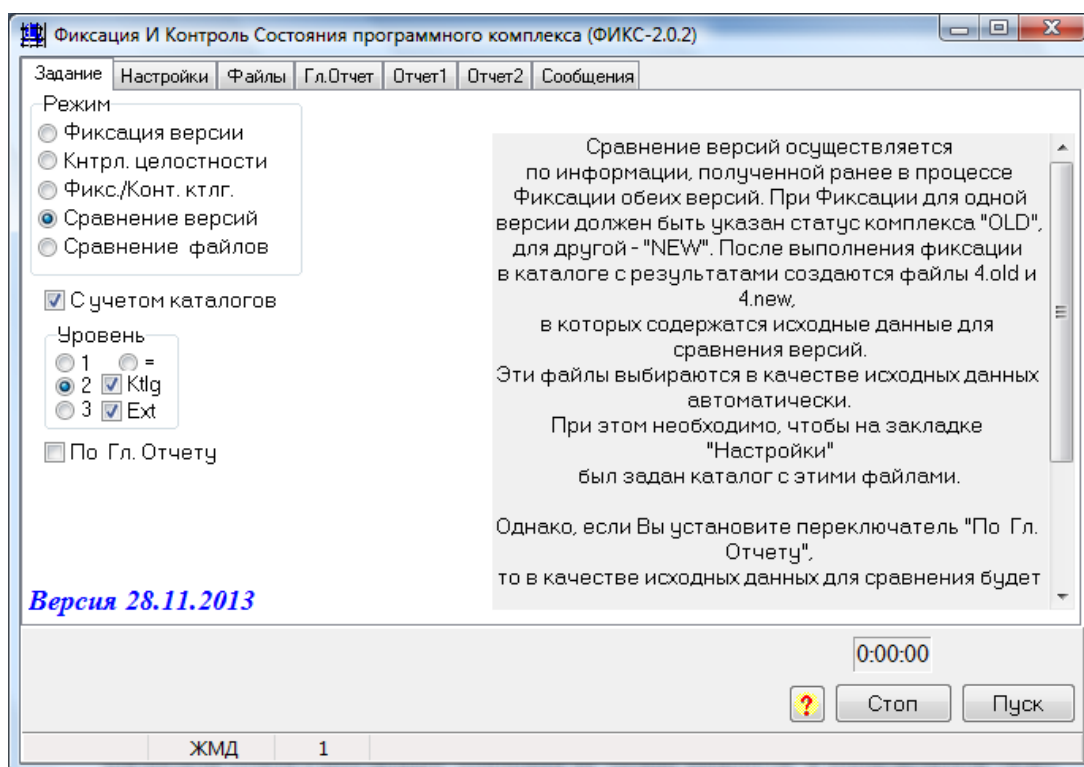 Фиксация И Контроль Состояния программного комплекса (ФИКС-2.0.2)
Задание Настройки Файлы Гл.Отчет Отчет1 Отчет2 Сообщения
Режим
Фиксация версии
Кнтрл. целостности
Фикс./Конт. ктлг.
Сравнение версий
Сравнение файлов
С учетом каталогов
Уровень
1 =
2 Ktlg
3 Ext
По Гл. Отчету
Версия 28.11.2013
Сравнение версий осуществляется
по информации, полученной ранее в процессе
Фиксации обеих версий. При Фиксации для одной
версии должен быть указан статус комплекса "OLD",
для другой - "NEW". После выполнения фиксации
в каталоге с результатами создаются файлы 4.old и
4.new,
в которых содержатся исходные данные для
сравнения версий.
Эти файлы выбираются в качестве исходных данных
автоматически.
При этом необходимо, чтобы на закладке
"Настройки"
был задан каталог с этими файлами.
Однако, если Вы установите переключатель "По Гл.
Отчету",
то в качестве исходных данных для сравнения будет
0:00:00
? Стоп Пуск
ЖМД 1